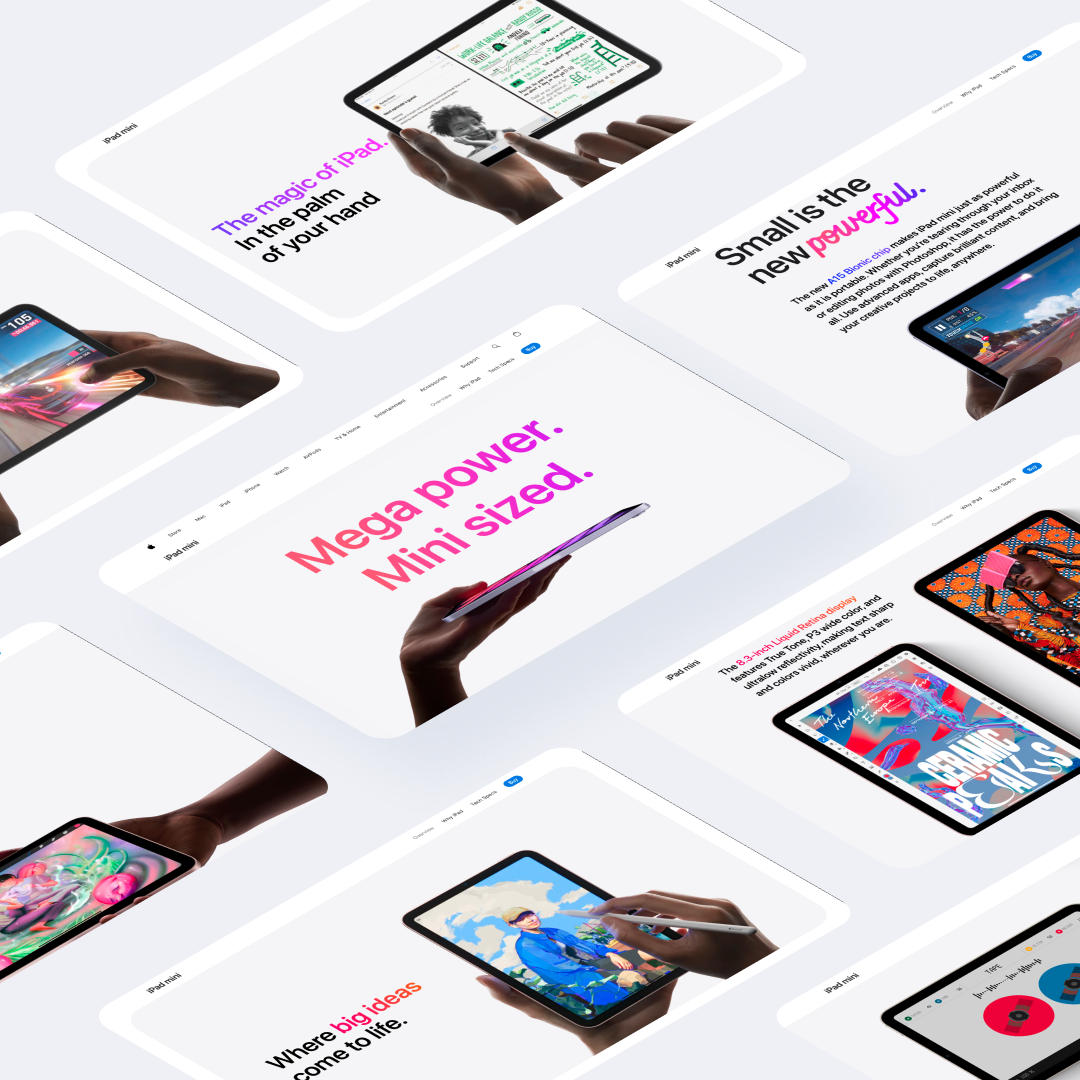 iPad mini
The magic of iPad.
In the palm
of your hand
WORK-LIFE BALANCE
Overview
Why iPad
Tech Specs
Buy
iPad mini
Small is the
new powerful.
The new A15 Bionic chip makes iPad mini just as powerful
as it is portable. Whether you're tearing through your inbox
or editing photos with Photoshop, it has the power to do it
all. Use advanced apps, capture brilliant content, and bring
your creative projects to life, anywhere.
105
Store
Mac
iPad
iPhone
Watch
AirPods
TV & Home
Entertainment
Accessories
Support
iPad mini
Overview
Why iPad
Tech Specs
Buy
Mega power.
Mini sized.
Overview
Why iPad
Tech Specs
Buy
iPad mini
The 8.3-inch Liquid Retina display
features True Tone, P3 wide color, and
ultralow reflectivity, making text sharp
and colors vivid, wherever you are.
The
Northern
Europe
CERAMIC
PEAKS
Overview
Why iPad
Tech Specs
Buy
iPad mini
Where big ideas
come to life.
iPad mini
TAPE